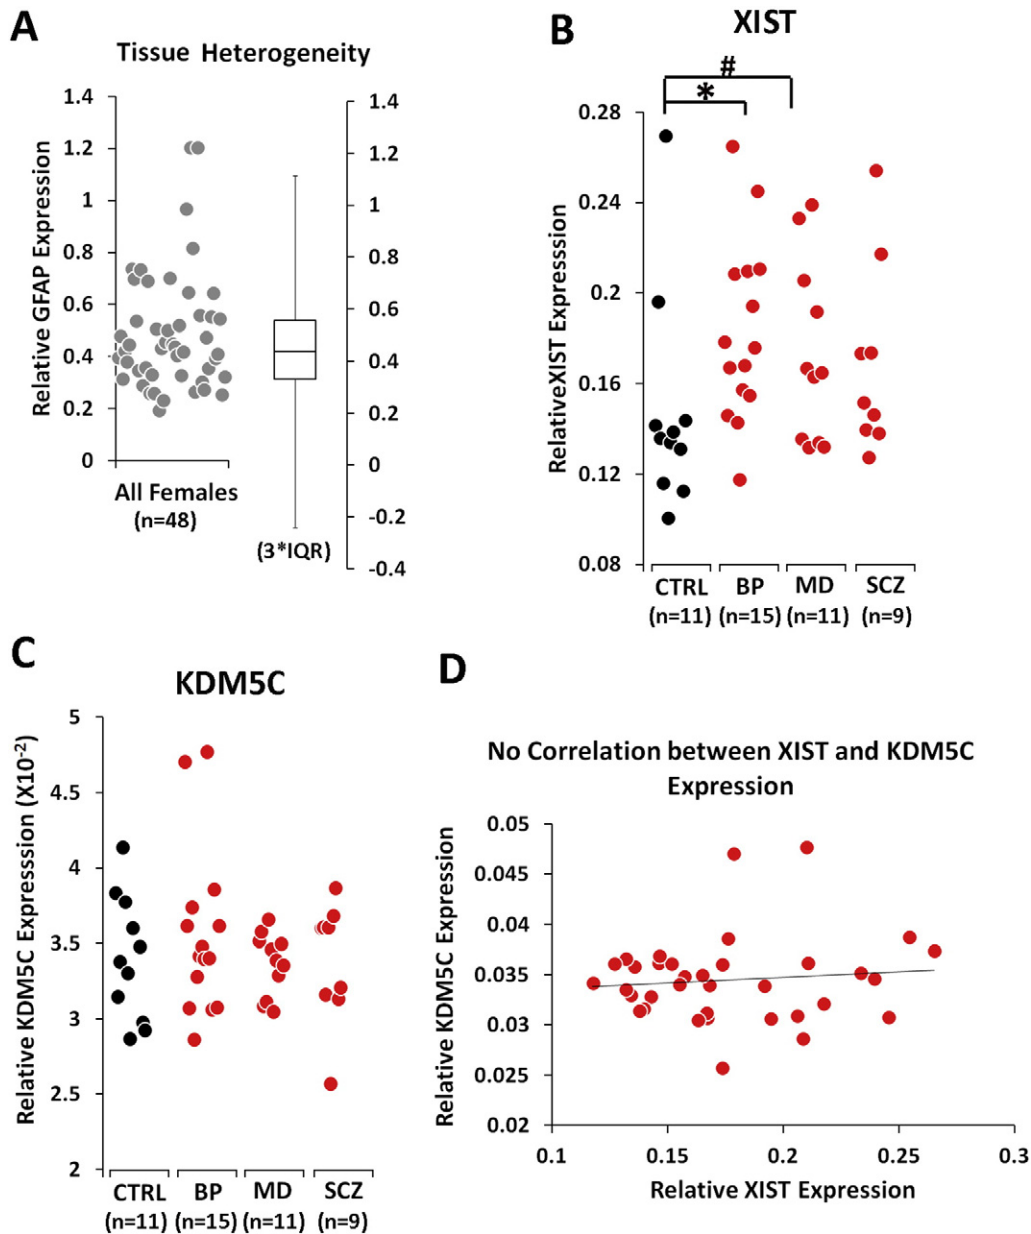 A
Tissue Heterogeneity
Relative GFAP Expression
1.4
1.2
1
0.8
0.6
0.4
0.2
0
1.4
1.2
1
0.8
0.6
0.4
0.2
0
-0.2
-0.4
All Females
(n=48)
(3*IQR)
B
XIST
#
*
RelativeXIST Expresssion
0.28
0.24
0.2
0.16
0.12
0.08
CTRL BP MD SCZ
(n=11) (n=15) (n=11) (n=9)
C
KDM5C
Relative KDM5C Expresssion (X10-2)
5
4.5
4
3.5
3
2.5
2
CTRL BP MD SCZ
(n=11) (n=15) (n=11) (n=9)
D
No Correlation between XIST and KDM5C
Expression
Relative KDM5C Expression
0.05
0.045
0.04
0.035
0.03
0.025
0.02
0.1 0.15 0.2 0.25 0.3
Relative XIST Expression